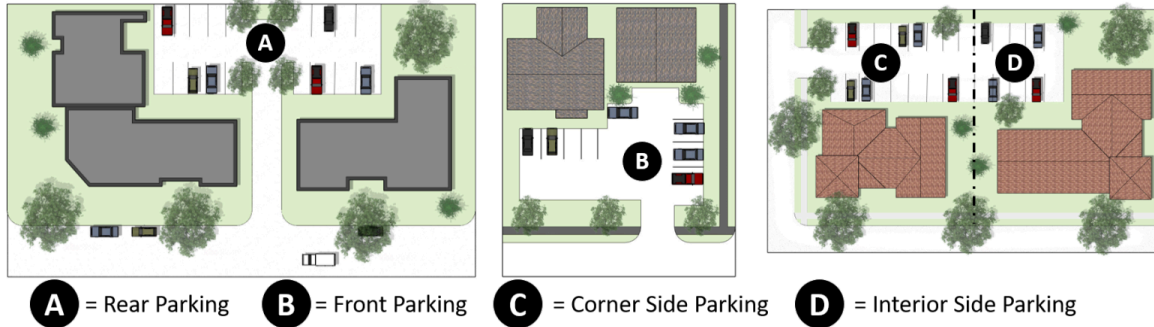 A
B
C
D
A = Rear Parking B = Front Parking C = Corner Side Parking D = Interior Side Parking